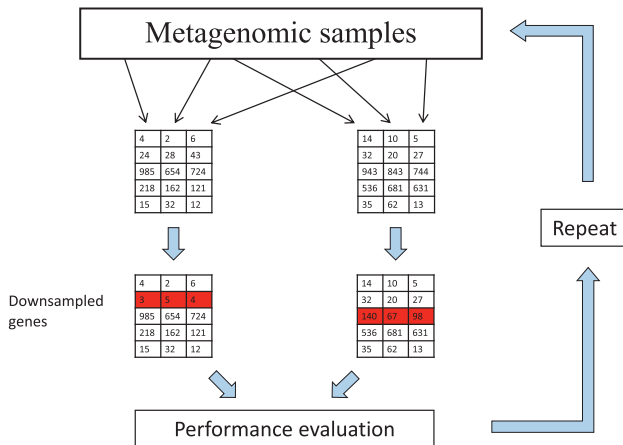 Metagenomic samples
4 2 6
24 28 43
985 654 724
218 162 121
15 32 12
14 10 5
32 20 27
943 843 744
536 681 631
35 62 13
Repeat
Downsampled
genes
4 2 6
3 5 4
985 654 724
218 162 121
15 32 12
14 10 5
32 20 27
140 67 98
536 681 631
35 62 13
Performance evaluation